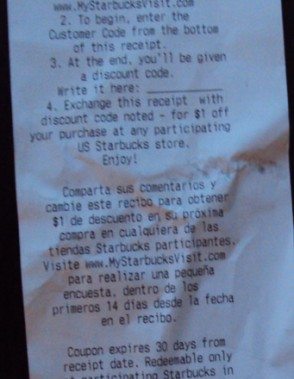 www.MyStarbucksVisit.com
2. To begin, enter the
Customer Code from the bottom
of this receipt.
3. At the end, you'll be given
a discount code.
Write it here: ___________
4. Exchange this receipt with
discount code noted - for $1 off
your purchase at any participating
US Starbucks store.
Enjoy!
Comparta sus comentarios y
cambie este recibo para obtener
$1 de descuento en su próxima
compra en cualquiera de las
tiendas Starbucks participantes.
Visite www.MyStarbucksVisit.com
para realizar una pequeña
encuesta, dentro de los
primeros 14 días desde la fecha
en el recibo.
Coupon expires 30 days from
receipt date. Redeemable only
at participating Starbucks in